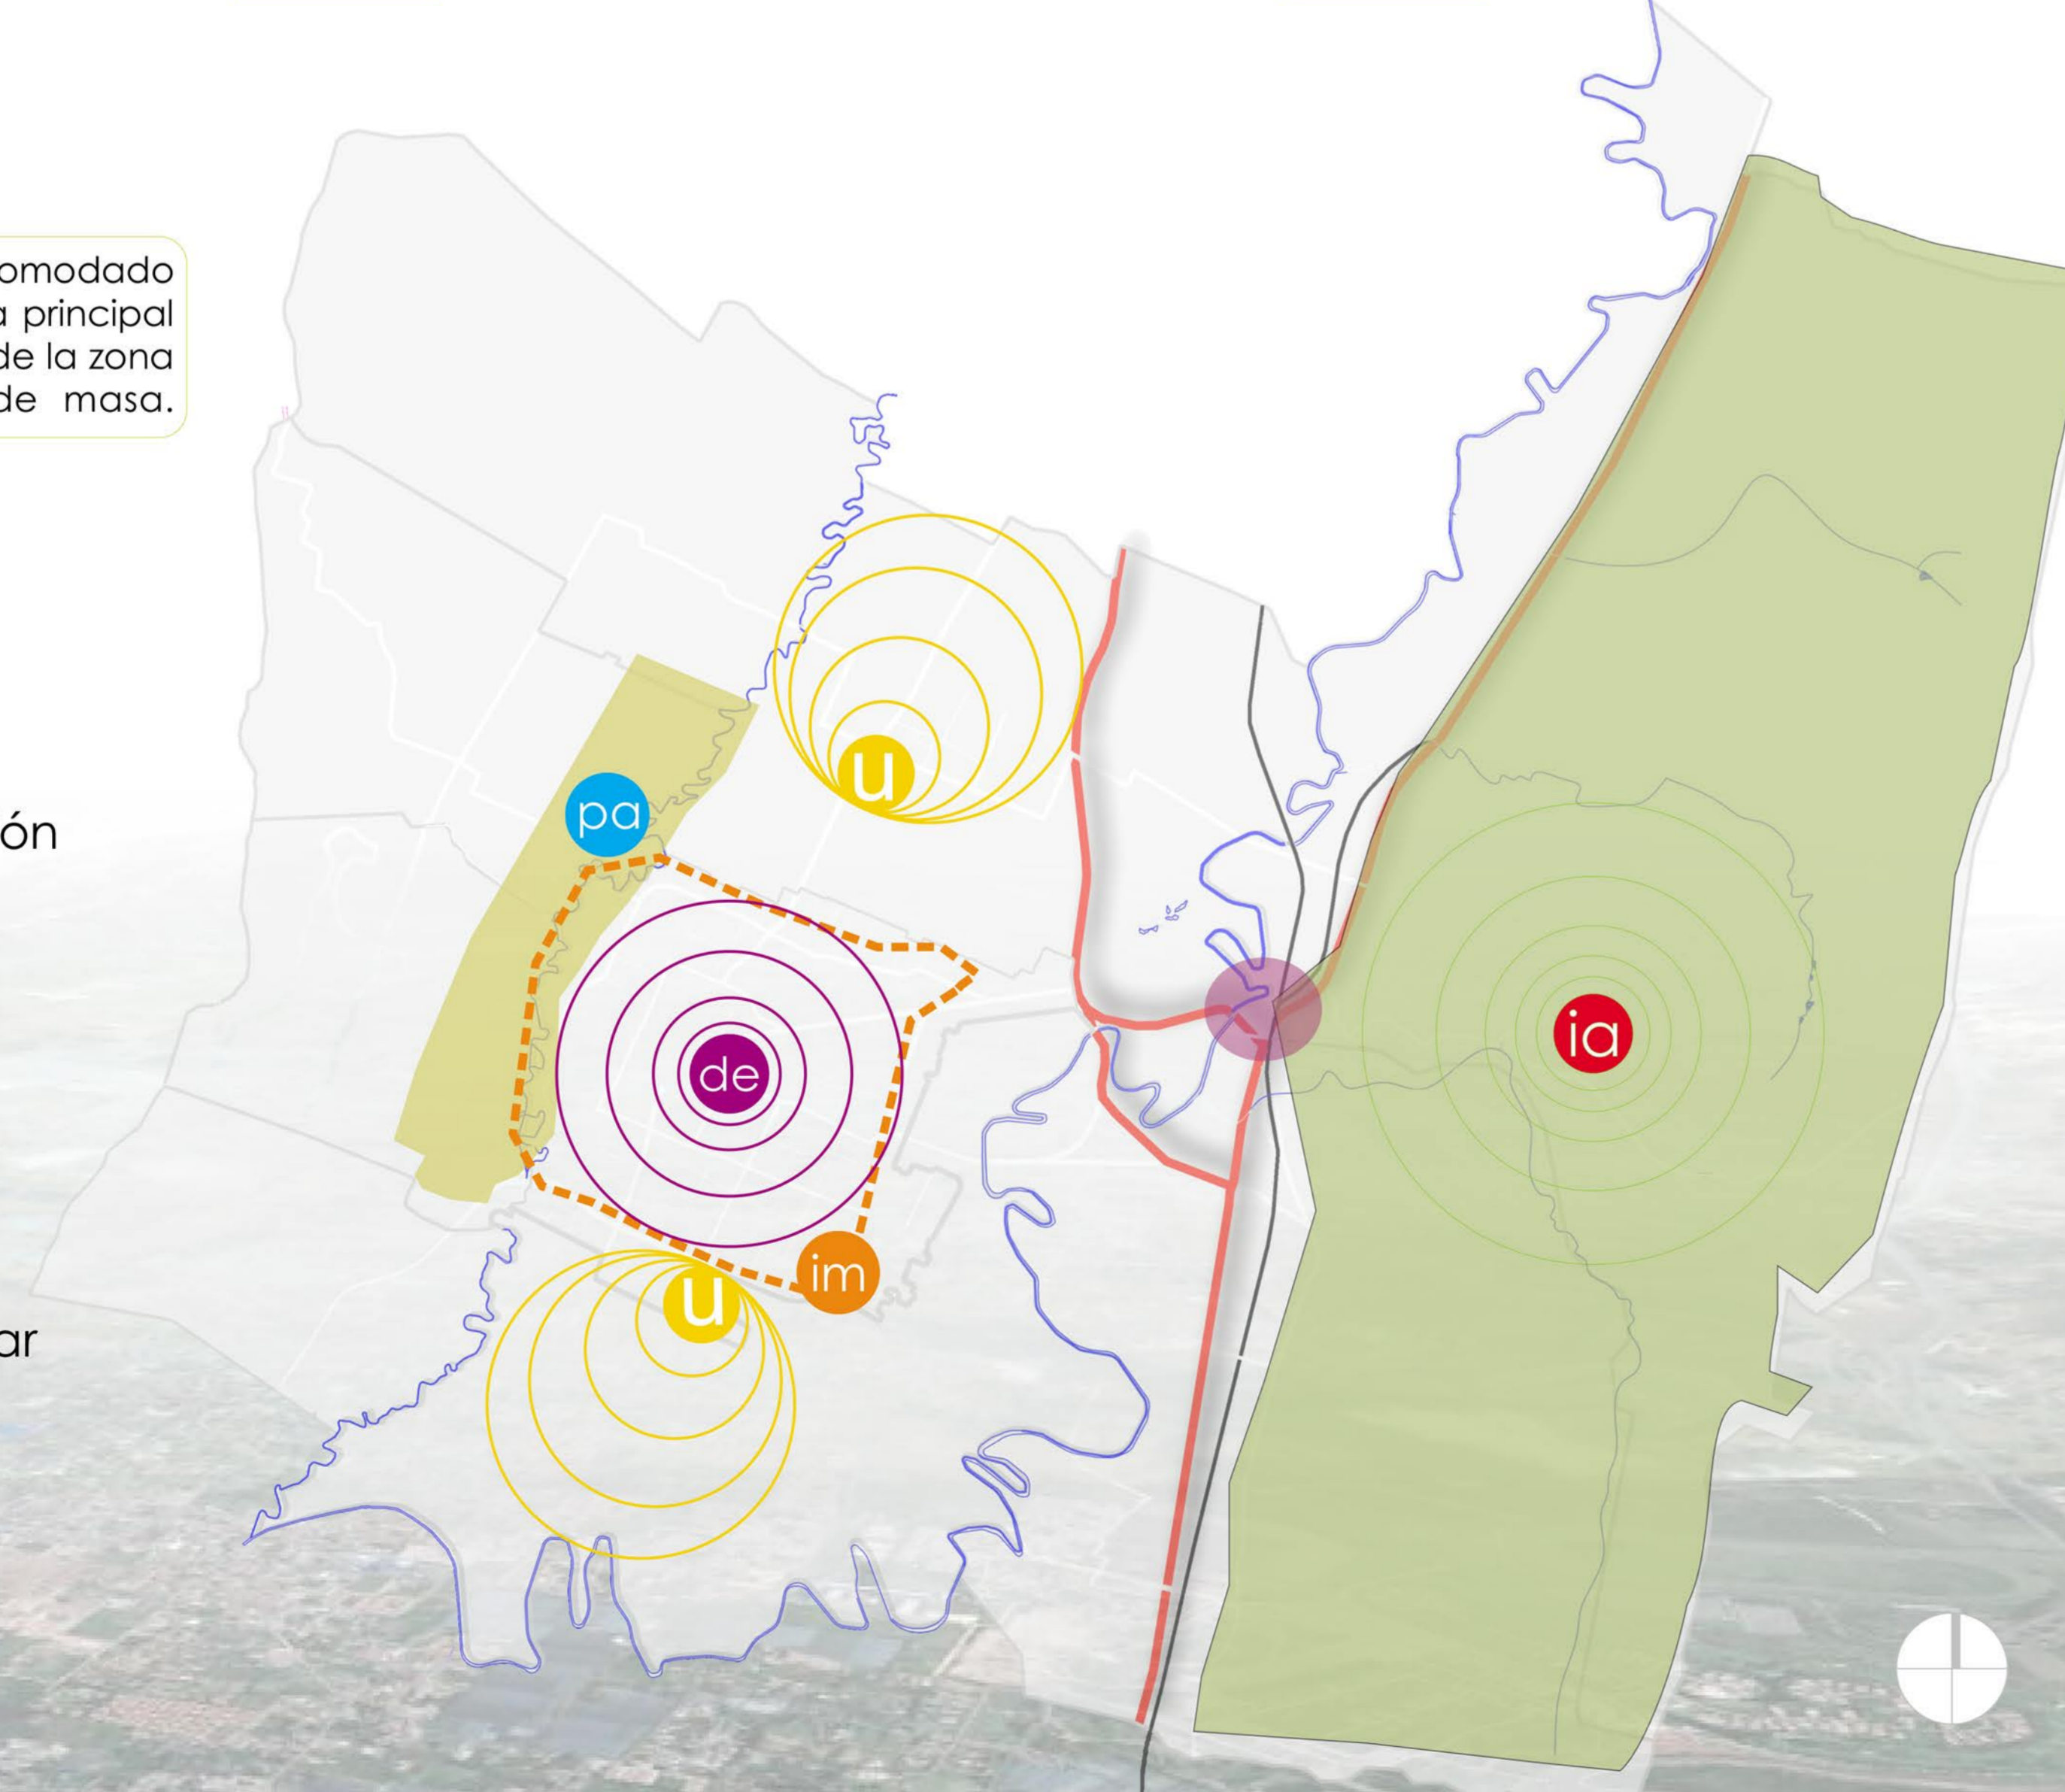 omodado
a principal
de la zona
de masa.
u
pa
ón
de
ia
im
u
ar